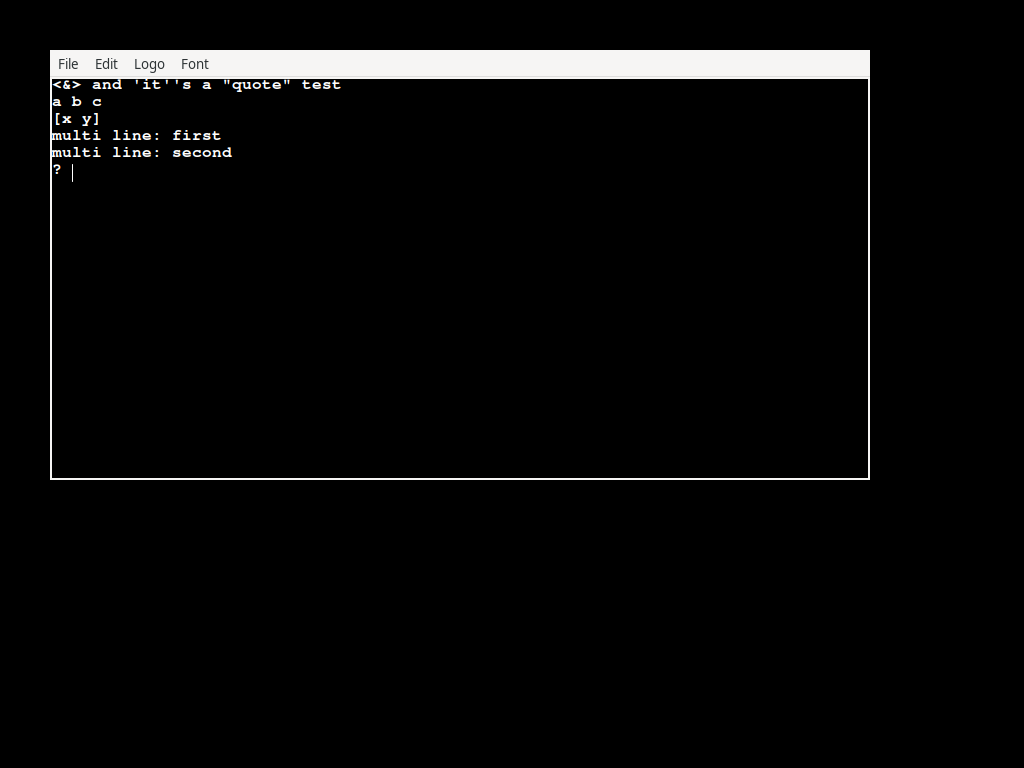 File Edit Logo Font
<&> and 'it''s a "quote" test
a b c
[x y]
multi line: first
multi line: second
?